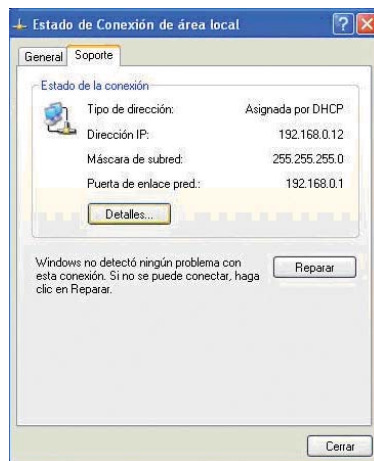 Estado de Conexión de área local
General Soporte
Estado de la conexión
Tipo de dirección: Asignada por DHCP
Dirección IP: 192.168.0.12
Máscara de subred: 255.255.255.0
Puerta de enlace pred.: 192.168.0.1
Detalles...
Windows no detectó ningún problema con
esta conexión. Si no se puede conectar, haga
clic en Reparar.
Reparar
Cerrar